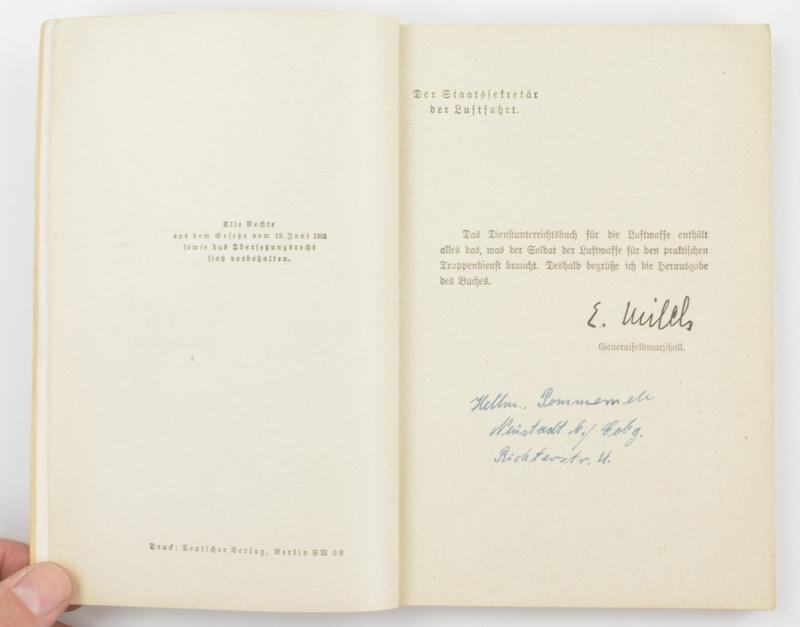 Alle Rechte
aus dem Gesetze vom 19. Juni 1901
sowie das Übersetzungsrecht
sind vorbehalten.
Druck: Deutscher Verlag, Berlin SW 68
Der Staatssekretär
der Luftfahrt.
Das Dienstunterrichtsbuch für die Luftwaffe enthält
alles das, was der Soldat der Luftwaffe für den praktischen
Truppendienst braucht. Deshalb begrüße ich die Herausgabe
des Buches.
E. Milch
Generalfeldmarschall.
Hellm.
Neustadt b./ Cobg.
Richterstr.